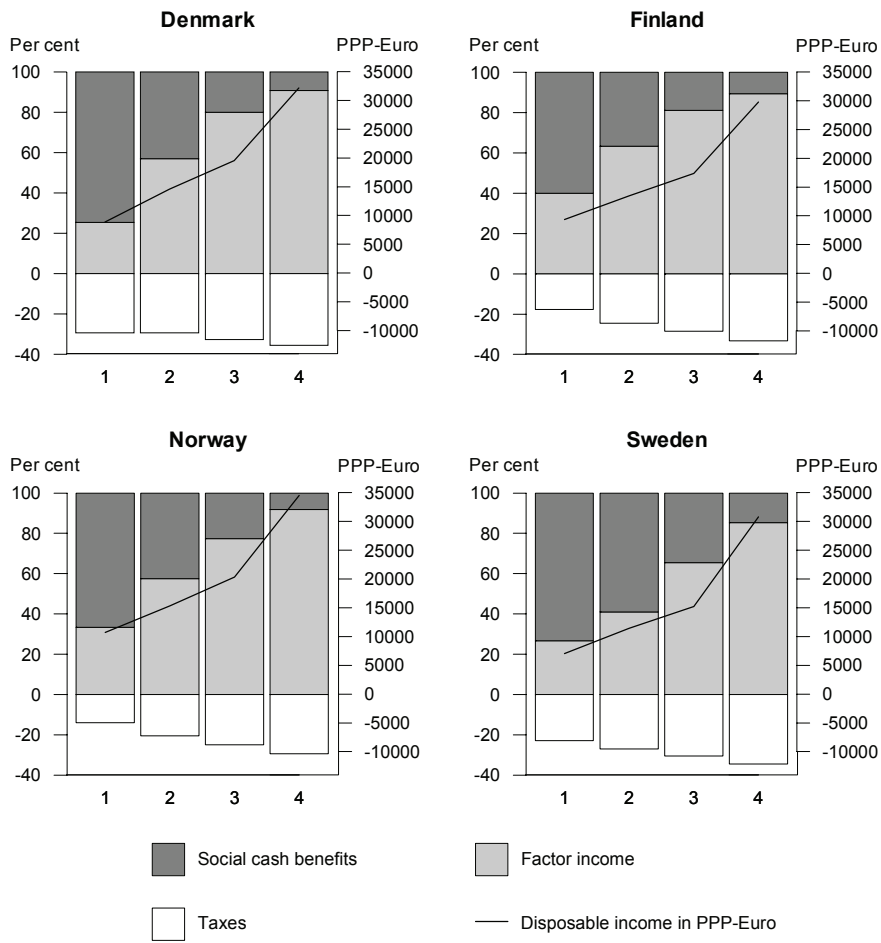 Denmark
Per cent PPP-Euro
100 35000
80 30000
60 25000
40 20000
20 15000
0 10000
-20 5000
-40 0
-5000
-10000
1 2 3 4
Finland
Per cent PPP-Euro
100 35000
80 30000
60 25000
40 20000
20 15000
0 10000
-20 5000
-40 0
-5000
-10000
1 2 3 4
Norway
Per cent PPP-Euro
100 35000
80 30000
60 25000
40 20000
20 15000
0 10000
-20 5000
-40 0
-5000
-10000
1 2 3 4
Sweden
Per cent PPP-Euro
100 35000
80 30000
60 25000
40 20000
20 15000
0 10000
-20 5000
-40 0
-5000
-10000
1 2 3 4
Social cash benefits Factor income
Taxes Disposable income in PPP-Euro